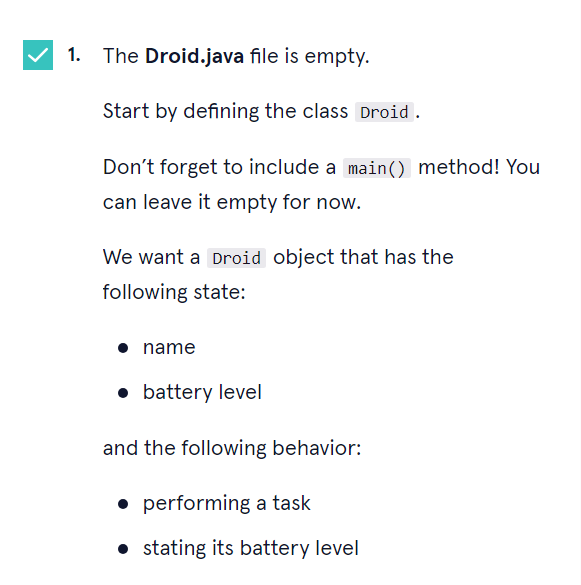 1. The Droid.java file is empty.
Start by defining the class Droid.
Don’t forget to include a main() method! You
can leave it empty for now.
We want a Droid object that has the
following state:
● name
● battery level
and the following behavior:
● performing a task
● stating its battery level